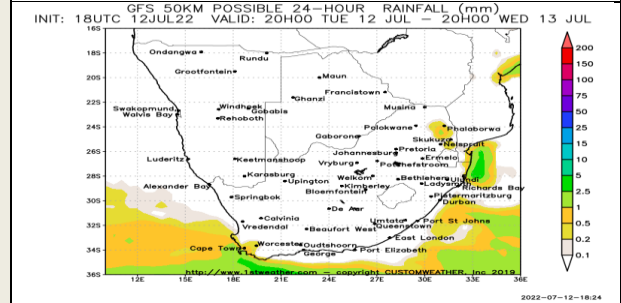 GFS 50KM POSSIBLE 24-HOUR RAINFALL (mm)
INIT: 18UTC 12JUL22 VALID: 20H00 TUE 12 JUL – 20H00 WED 13 JUL
16S
18S
20S
22S
24S
26S
28S
30S
32S
34S
36S
Ondangwa
Rundu
Grootfontein
Maun
Ghanzi
Francistown
Musina
Swakopmund
Walvis Bay
Windhoek
Gobabis
Rehoboth
Polokwane
Phalaborwa
Gaborone
Skukuza
Nelspruit
Johannesburg
Pretoria
Luderitz
Keetmanshoop
Vryburg
Potchefstroom
Ermelo
Karasburg
Upington
Welkom
Bethlehem
Ulundi
Alexander Bay
Kimberley
Ladysmith
Richards Bay
Springbok
Bloemfontein
Pietermaritzburg
Durban
De Aar
Calvinia
Vredendal
Umtata
Port St Johns
Beaufort West
Queenstown
East London
Cape Town
Worcester
Oudtshoorn
George
Port Elizabeth
http://www.1stweather.com – copyright CUSTOMWEATHER, Inc 2019
12E
15E
18E
21E
24E
27E
30E
33E
36E
200
150
100
75
50
25
15
10
5
2.5
1
0.5
0.2
0.1
2022-07-12-18:24